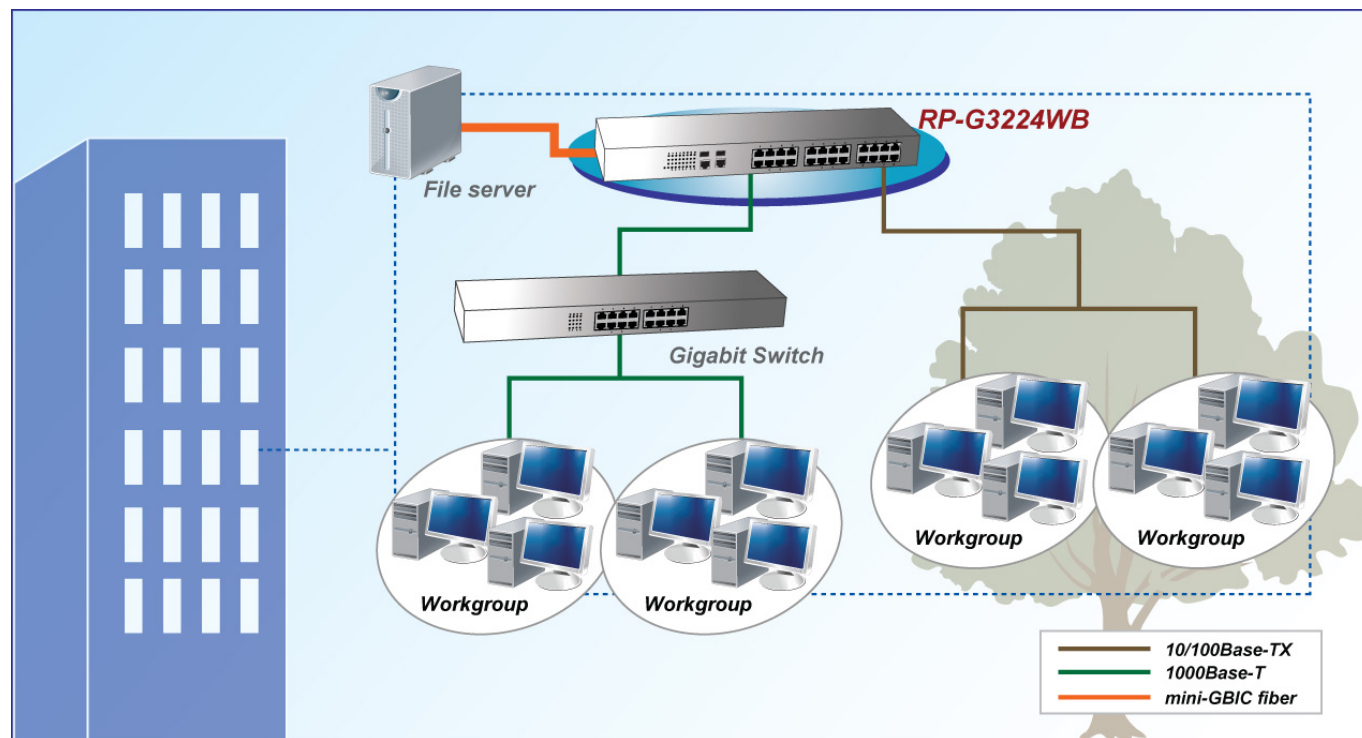 RP-G3224WB
File server
Gigabit Switch
Workgroup
Workgroup
Workgroup
Workgroup
10/100Base-TX
1000Base-T
mini-GBIC fiber